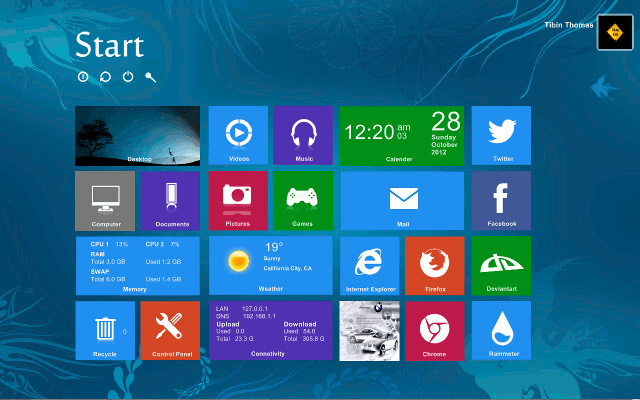 Start
Tibin Thomas
Desktop
Videos
Music
12:20 am
03
28
Sunday
October
2012
Calender
Twitter
Computer
Documents
Pictures
Games
Mail
Facebook
CPU 1 13% CPU 2 7%
RAM
Total 3.0 GB Used 1.2 GB
SWAP
Total 6.0 GB Used 1.4 GB
Memory
19°
Sunny
California City, CA
Weather
Internet Explorer
Firefox
Deviantart
0
Recycle
Control Panel
LAN 127.0.0.1
DNS 192.168.1.1
Upload Download
Used 0.0 Used 54.0
Total 23.3 G Total 305.8 G
Connetivity
Chrome
Rainmeter